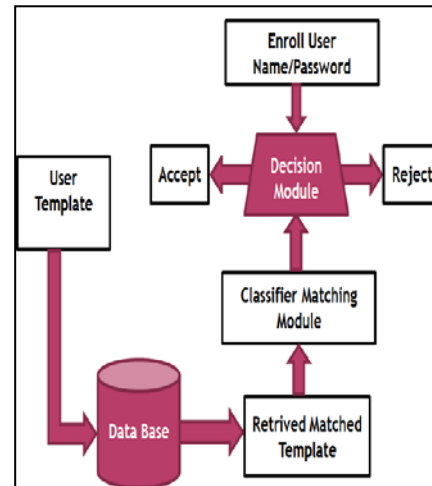 Enroll User
Name/Password
User
Template
Accept
Decision
Module
Reject
Classifier Matching
Module
Data Base
Retrived Matched
Template